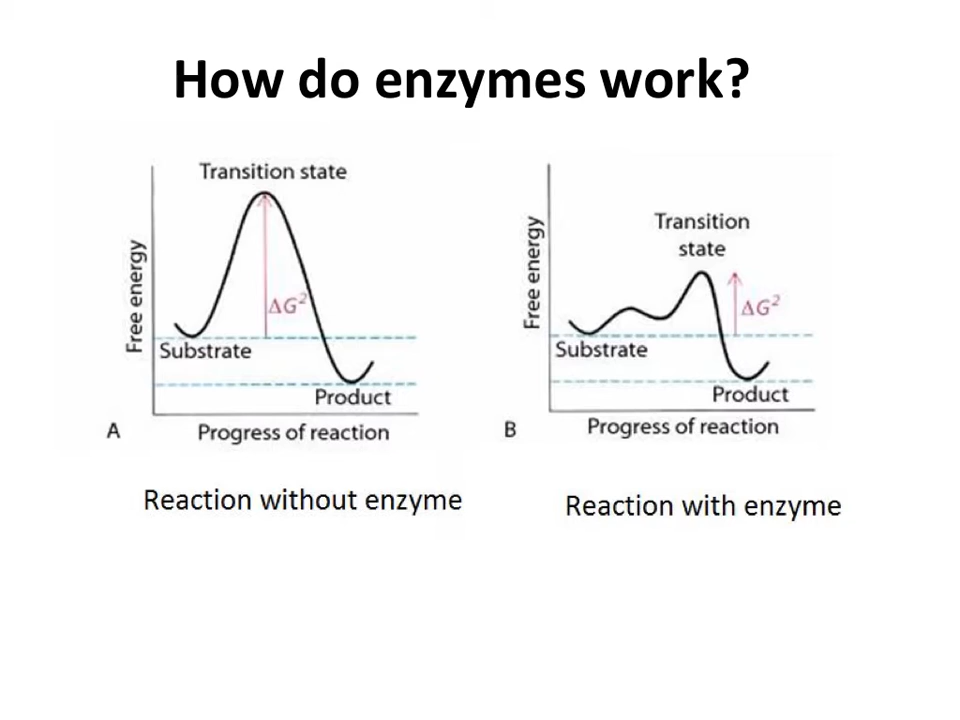 How do enzymes work?
Transition state
Free energy
ΔG²
Substrate
Product
A
Progress of reaction
Reaction without enzyme
Transition
state
Free energy
ΔG²
Substrate
Product
B
Progress of reaction
Reaction with enzyme